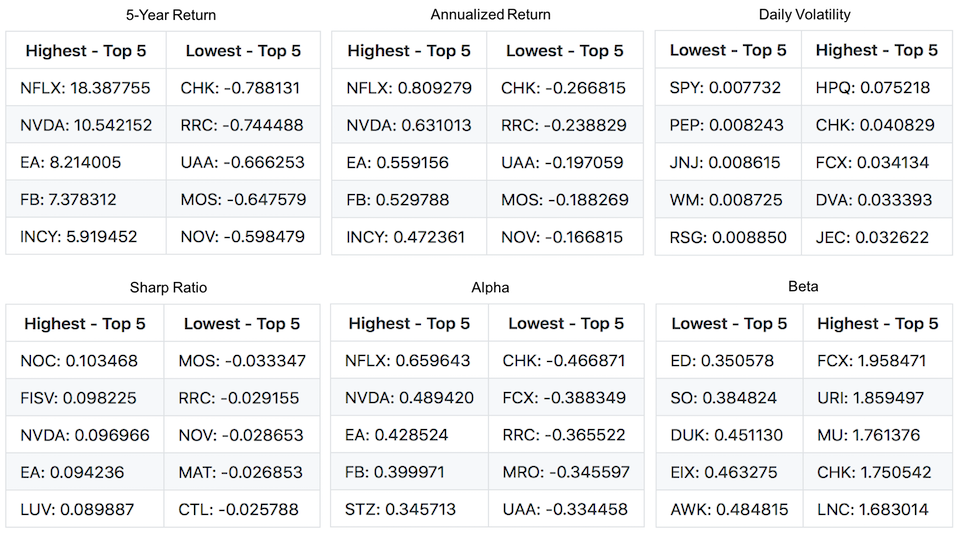 5-Year Return
Annualized Return
Daily Volatility
Highest - Top 5 Lowest - Top 5 Highest - Top 5 Lowest - Top 5 Lowest - Top 5 Highest - Top 5
NFLX: 18.387755 CHK: -0.788131 NFLX: 0.809279 CHK: -0.266815 SPY: 0.007732 HPQ: 0.075218
NVDA: 10.542152 RRC: -0.744488 NVDA: 0.631013 RRC: -0.238829 PEP: 0.008243 CHK: 0.040829
EA: 8.214005 UAA: -0.666253 EA: 0.559156 UAA: -0.197059 JNJ: 0.008615 FCX: 0.034134
FB: 7.378312 MOS: -0.647579 FB: 0.529788 MOS: -0.188269 WM: 0.008725 DVA: 0.033393
INCY: 5.919452 NOV: -0.598479 INCY: 0.472361 NOV: -0.166815 RSG: 0.008850 JEC: 0.032622
Sharp Ratio
Alpha
Beta
Highest - Top 5 Lowest - Top 5 Highest - Top 5 Lowest - Top 5 Lowest - Top 5 Highest - Top 5
NOC: 0.103468 MOS: -0.033347 NFLX: 0.659643 CHK: -0.466871 ED: 0.350578 FCX: 1.958471
FISV: 0.098225 RRC: -0.029155 NVDA: 0.489420 FCX: -0.388349 SO: 0.384824 URI: 1.859497
NVDA: 0.096966 NOV: -0.028653 EA: 0.428524 RRC: -0.365522 DUK: 0.451130 MU: 1.761376
EA: 0.094236 MAT: -0.026853 FB: 0.399971 MRO: -0.345597 EIX: 0.463275 CHK: 1.750542
LUV: 0.089887 CTL: -0.025788 STZ: 0.345713 UAA: -0.334458 AWK: 0.484815 LNC: 1.683014